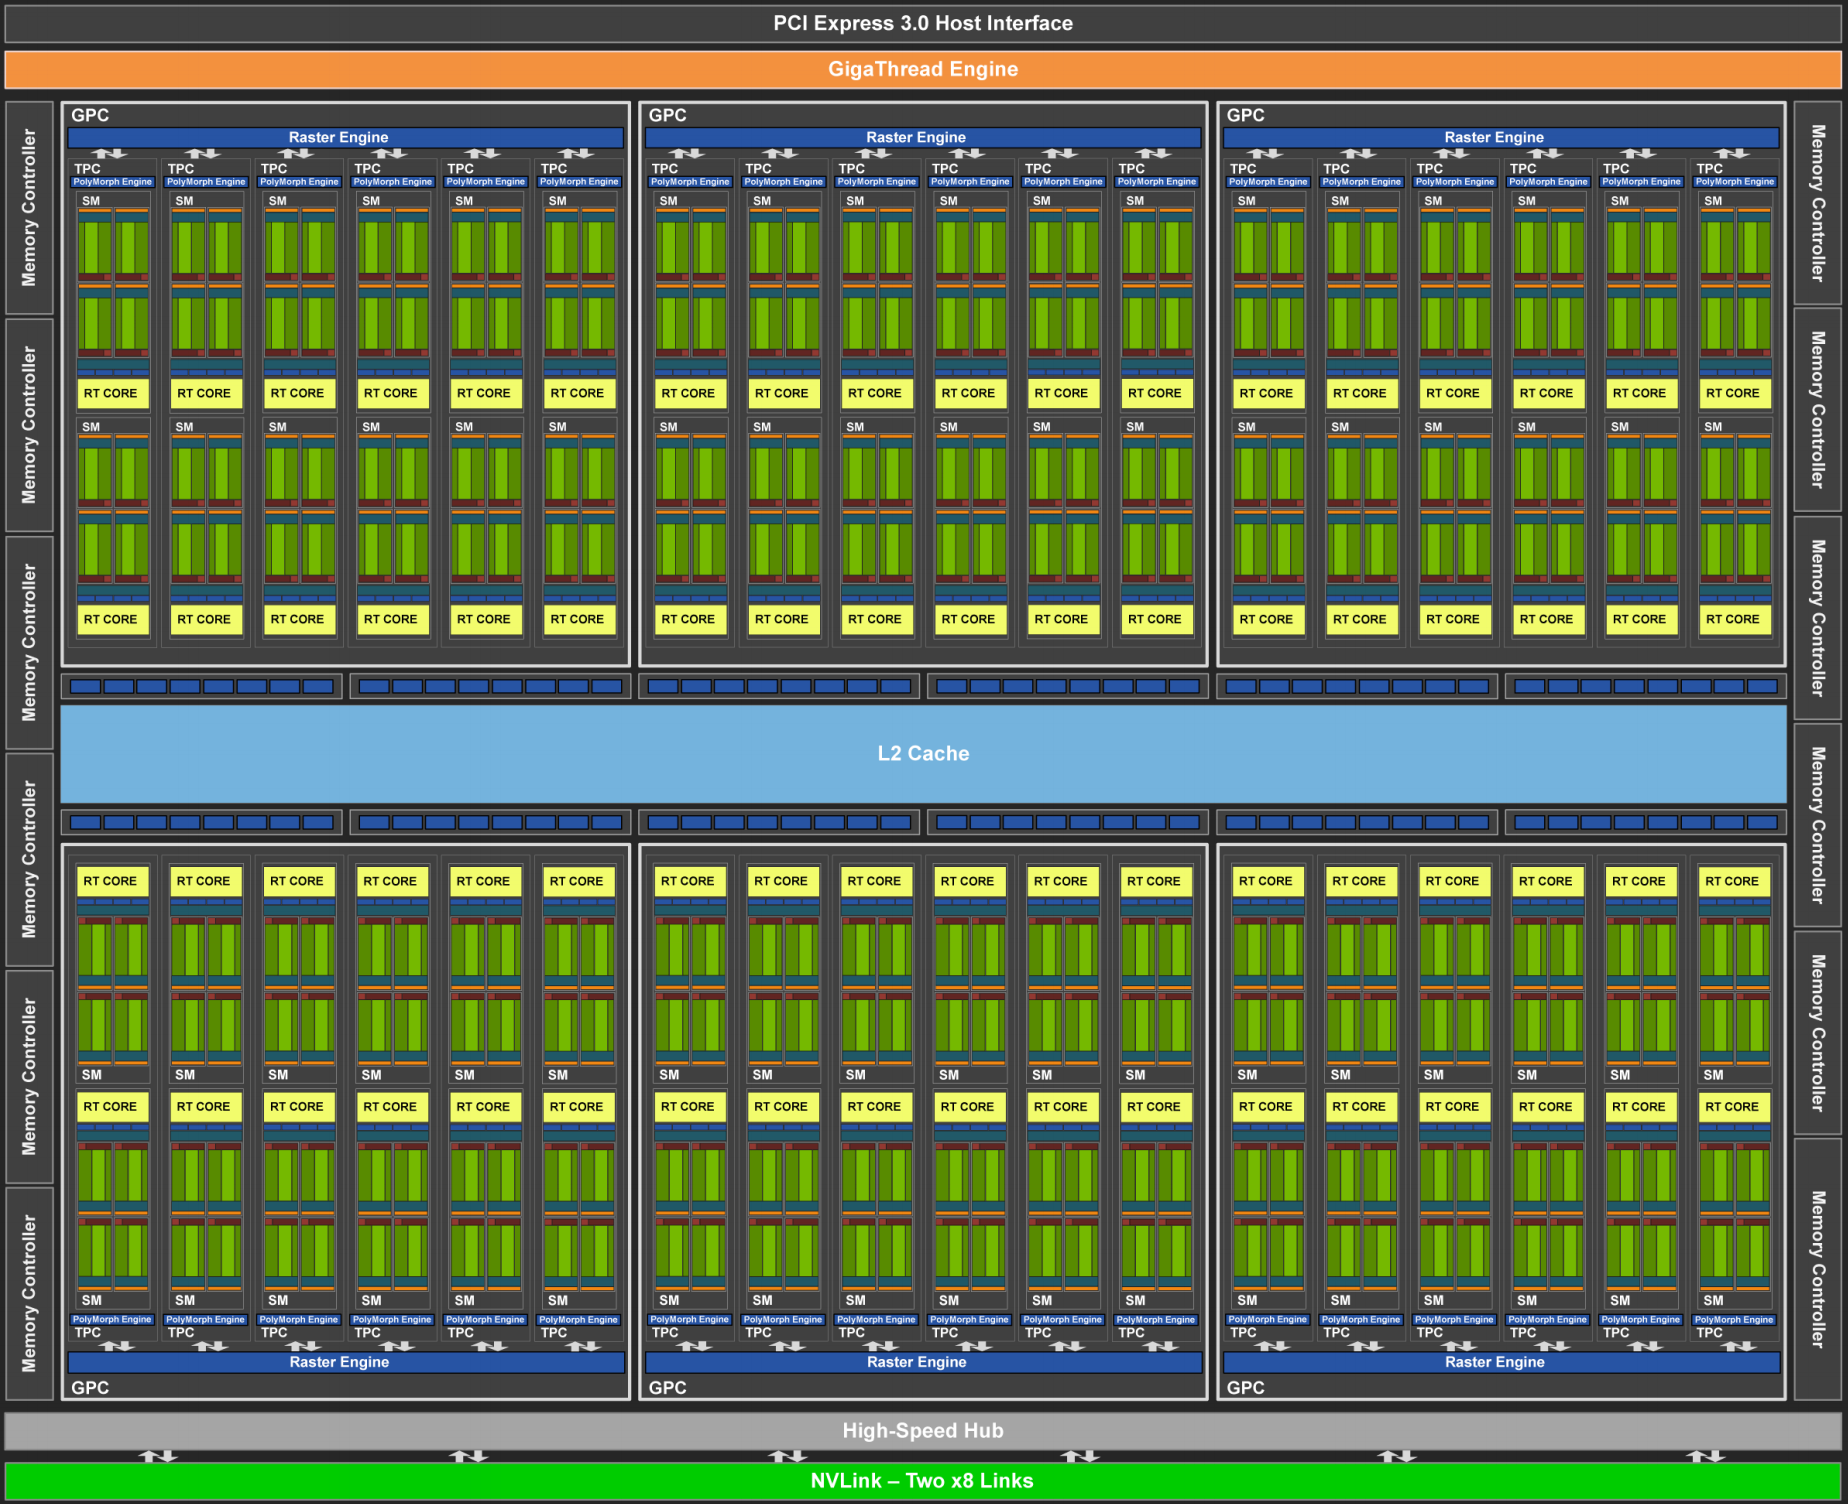 PCI Express 3.0 Host Interface
GigaThread Engine
Memory Controller
Memory Controller
Memory Controller
Memory Controller
Memory Controller
Memory Controller
GPC
Raster Engine
TPC TPC TPC TPC TPC TPC
PolyMorph Engine PolyMorph Engine PolyMorph Engine PolyMorph Engine PolyMorph Engine PolyMorph Engine
SM SM SM SM SM SM
RT CORE RT CORE RT CORE RT CORE RT CORE RT CORE
SM SM SM SM SM SM
RT CORE RT CORE RT CORE RT CORE RT CORE RT CORE
GPC
Raster Engine
TPC TPC TPC TPC TPC TPC
PolyMorph Engine PolyMorph Engine PolyMorph Engine PolyMorph Engine PolyMorph Engine PolyMorph Engine
SM SM SM SM SM SM
RT CORE RT CORE RT CORE RT CORE RT CORE RT CORE
SM SM SM SM SM SM
RT CORE RT CORE RT CORE RT CORE RT CORE RT CORE
GPC
Raster Engine
TPC TPC TPC TPC TPC TPC
PolyMorph Engine PolyMorph Engine PolyMorph Engine PolyMorph Engine PolyMorph Engine PolyMorph Engine
SM SM SM SM SM SM
RT CORE RT CORE RT CORE RT CORE RT CORE RT CORE
SM SM SM SM SM SM
RT CORE RT CORE RT CORE RT CORE RT CORE RT CORE
L2 Cache
RT CORE RT CORE RT CORE RT CORE RT CORE RT CORE
SM SM SM SM SM SM
RT CORE RT CORE RT CORE RT CORE RT CORE RT CORE
SM SM SM SM SM SM
PolyMorph Engine PolyMorph Engine PolyMorph Engine PolyMorph Engine PolyMorph Engine PolyMorph Engine
TPC TPC TPC TPC TPC TPC
Raster Engine
GPC
RT CORE RT CORE RT CORE RT CORE RT CORE RT CORE
SM SM SM SM SM SM
RT CORE RT CORE RT CORE RT CORE RT CORE RT CORE
SM SM SM SM SM SM
PolyMorph Engine PolyMorph Engine PolyMorph Engine PolyMorph Engine PolyMorph Engine PolyMorph Engine
TPC TPC TPC TPC TPC TPC
Raster Engine
GPC
RT CORE RT CORE RT CORE RT CORE RT CORE RT CORE
SM SM SM SM SM SM
RT CORE RT CORE RT CORE RT CORE RT CORE RT CORE
SM SM SM SM SM SM
PolyMorph Engine PolyMorph Engine PolyMorph Engine PolyMorph Engine PolyMorph Engine PolyMorph Engine
TPC TPC TPC TPC TPC TPC
Raster Engine
GPC
Memory Controller
Memory Controller
Memory Controller
Memory Controller
Memory Controller
Memory Controller
High-Speed Hub
NVLink – Two x8 Links